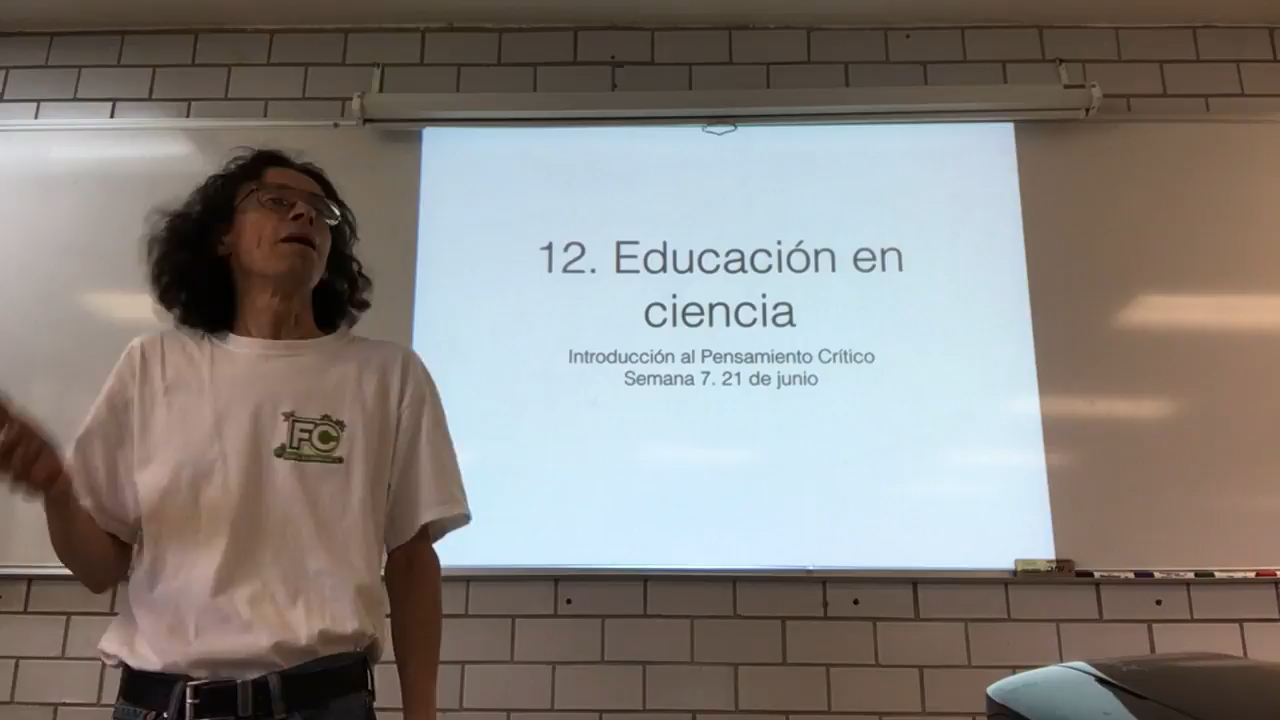 12. Educación en
ciencia
Introducción al Pensamiento Crítico
Semana 7. 21 de junio
FC